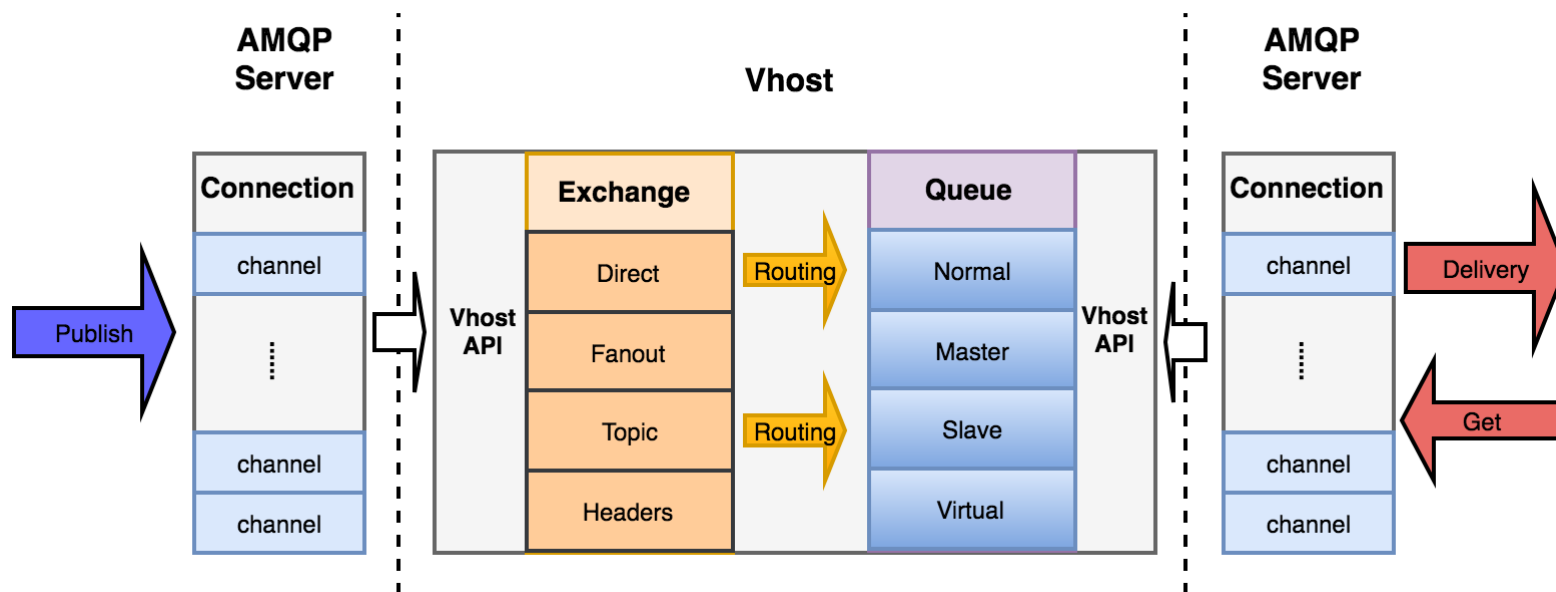 AMQP
Server
Vhost
AMQP
Server
Connection
channel
channel
channel
Publish
Vhost
API
Exchange
Direct
Fanout
Topic
Headers
Routing
Routing
Queue
Normal
Master
Slave
Virtual
Vhost
API
Connection
channel
channel
channel
Delivery
Get